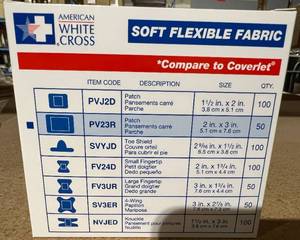 AMERICAN
WHITE
CROSS
SOFT FLEXIBLE FABRIC
*Compare to Coverlet®
ITEM CODE DESCRIPTION SIZE QTY.
PVJ2D Patch Pansements carré Parche 1½ in. x 2 in. 3.8 cm x 5.1 cm 100
PV23R Patch Pansements carré Parche 2 in. x 3 in. 5.1 cm x 7.6 cm 50
SVYJD Toe Shield Couvre orteil Para cubrir el pie 100
FV24D Small Fingertip Petit doigtier Dedo pequeño 2 in. x 1¾ in. 5.1 cm x 4.4 cm 100
FV3UR Large Fingertip Grand doigtier Dedo grande 3 in. x 1¾ in. 7.6 cm x 4.4 cm 50
SV3ER 4-Wing Papillon Mariposa 50
NVJED Knuckle 1½ in. x 3 in. 100